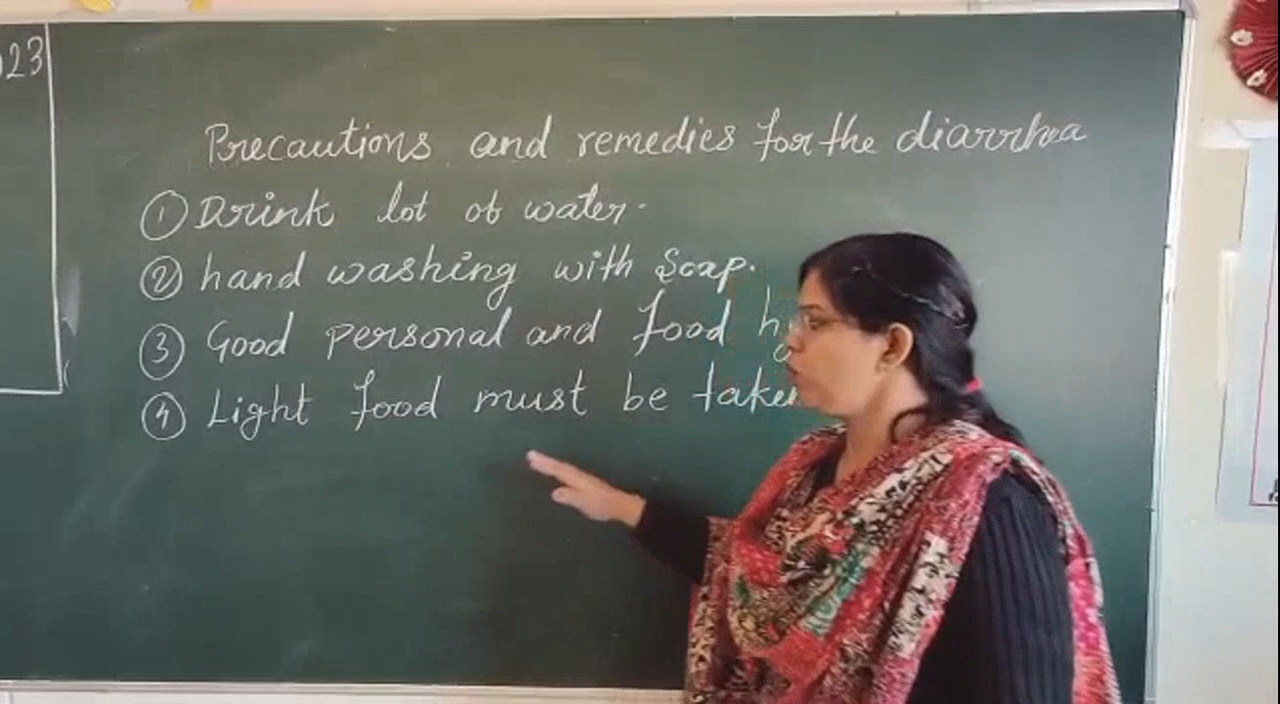 23
Precautions and remedies for the diarrhea
① Drink lot of water.
② hand washing with Soap.
③ Good personal and food
④ Light food must be taken